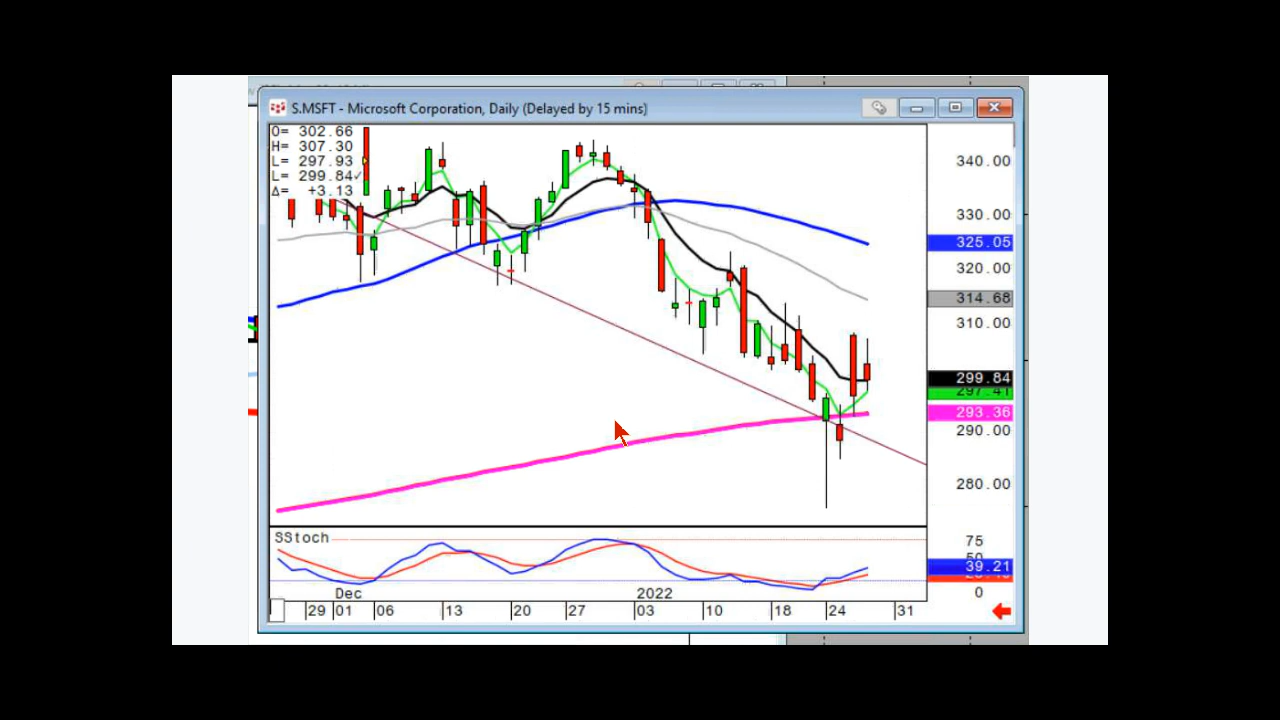 S.MSFT - Microsoft Corporation, Daily (Delayed by 15 mins)
O= 302.66
H= 307.30
L= 297.93
L= 299.84✓
Δ= +3.13
340.00
330.00
325.05
320.00
314.68
310.00
299.84
297.41
293.36
290.00
280.00
SStoch
75
50
39.21
0
Dec 2022
29 01 06 13 20 27 03 10 18 24 31